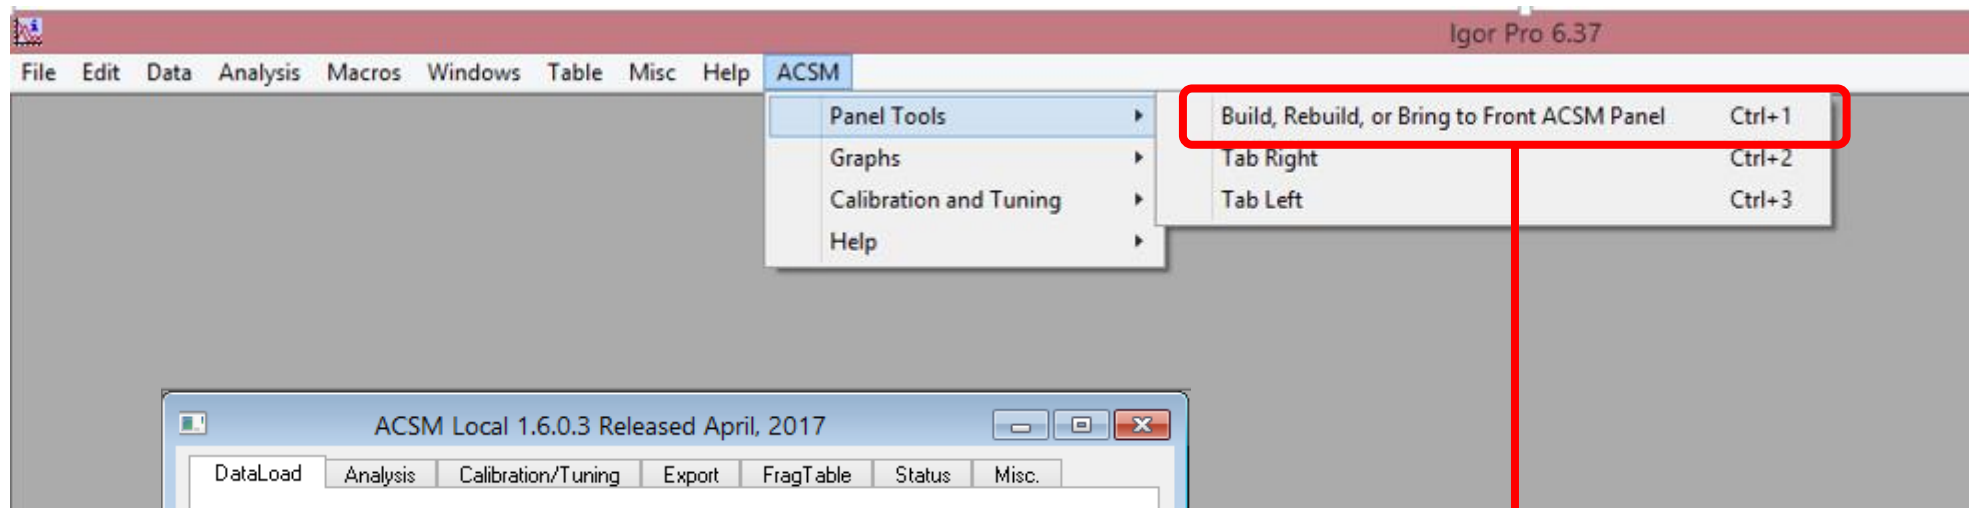 Igor Pro 6.37
File Edit Data Analysis Macros Windows Table Misc Help ACSM
Panel Tools
Graphs
Calibration and Tuning
Help
Build, Rebuild, or Bring to Front ACSM Panel Ctrl+1
Tab Right Ctrl+2
Tab Left Ctrl+3
ACSM Local 1.6.0.3 Released April, 2017
DataLoad Analysis Calibration/Tuning Export FragTable Status Misc.